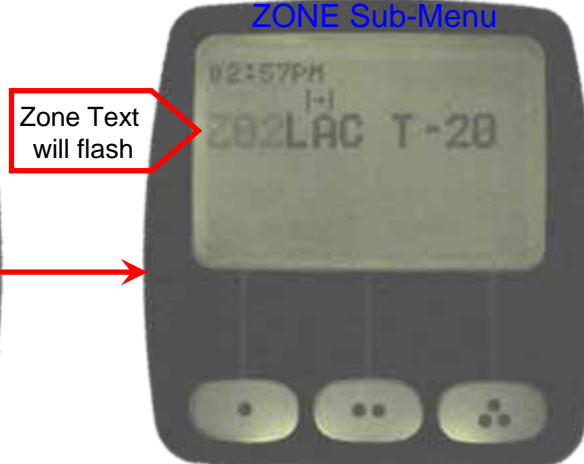 ZONE Sub-Menu
02:57PM
[→]
Zone Text
will flash
Z02LAC T-20